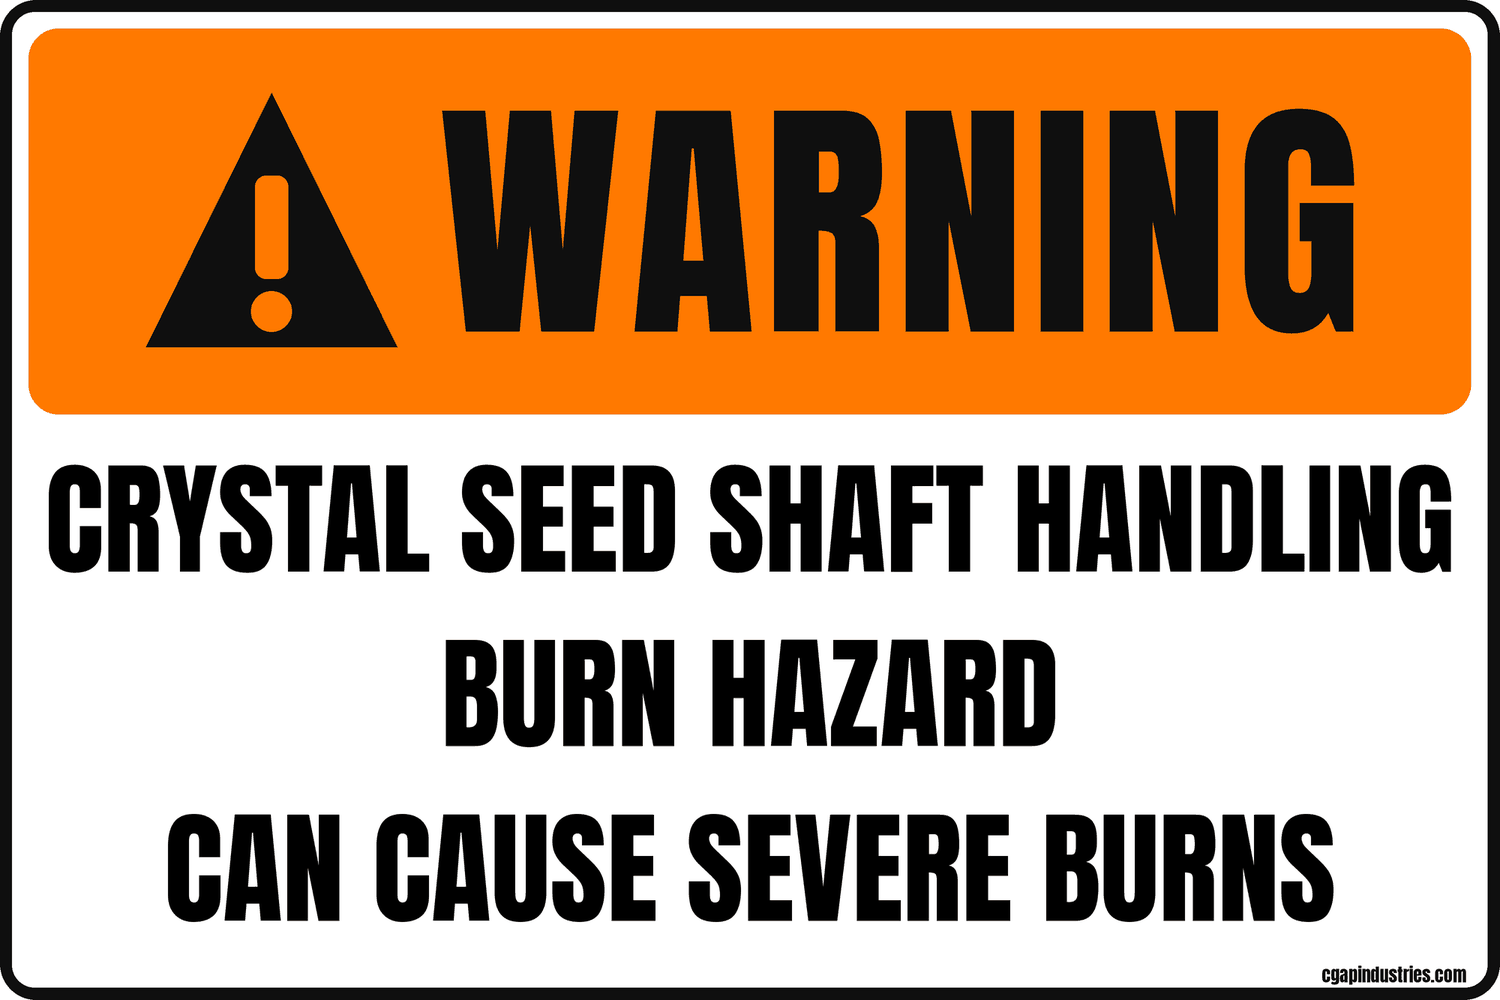 WARNING
CRYSTAL SEED SHAFT HANDLING
BURN HAZARD
CAN CAUSE SEVERE BURNS
cgapindustries.com